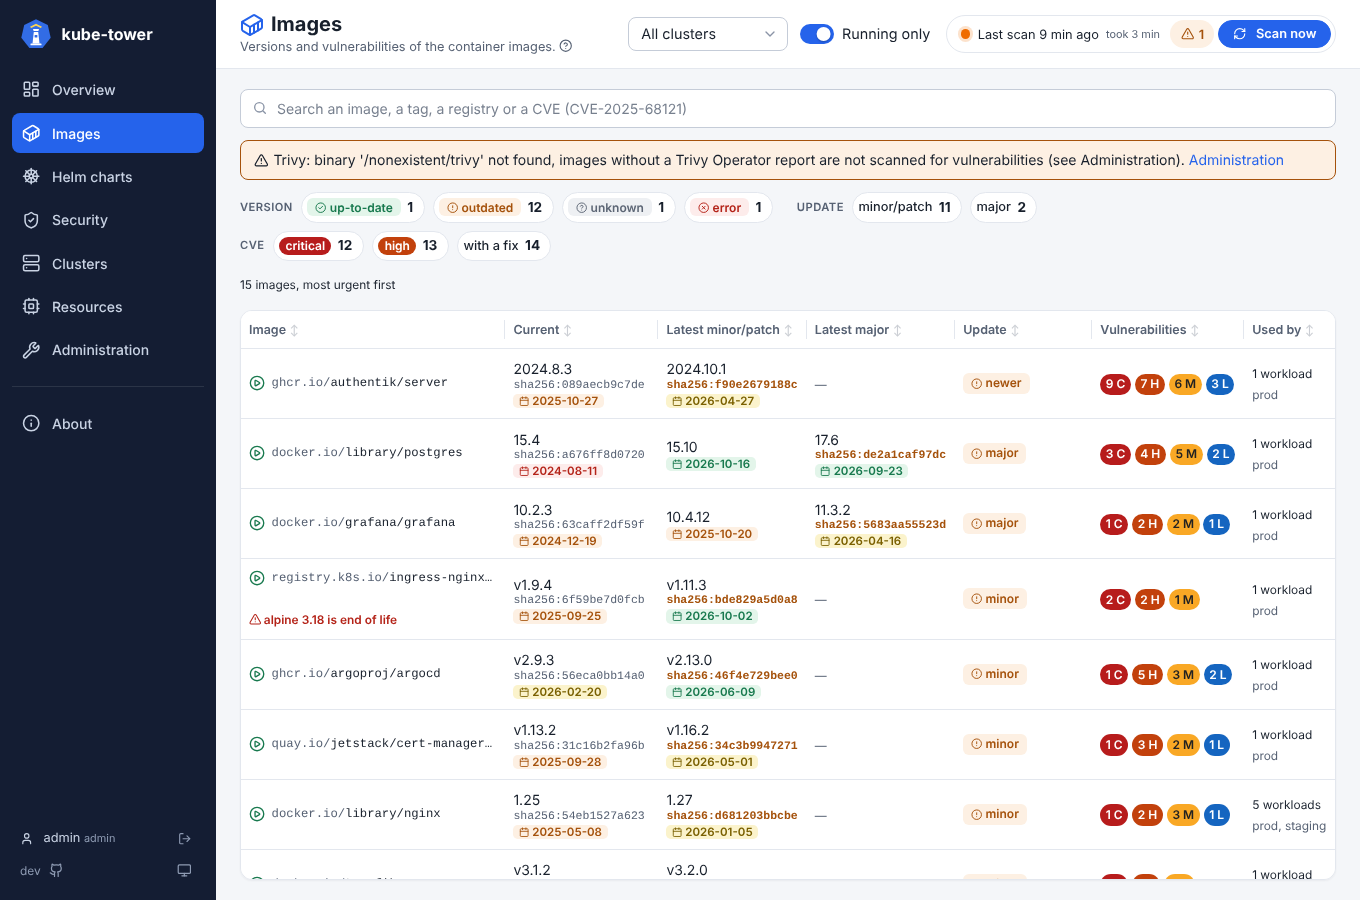 kube-tower
Overview
Images
Helm charts
Security
Clusters
Resources
Administration
About
admin admin
dev
Images
Versions and vulnerabilities of the container images.
All clusters
Running only
Last scan 9 min ago took 3 min
1
Scan now
Search an image, a tag, a registry or a CVE (CVE-2025-68121)
Trivy: binary '/nonexistent/trivy' not found, images without a Trivy Operator report are not scanned for vulnerabilities (see Administration). Administration
VERSION up-to-date 1 outdated 12 unknown 1 error 1 UPDATE minor/patch 11 major 2
CVE critical 12 high 13 with a fix 14
15 images, most urgent first
Image Current Latest minor/patch Latest major Update Vulnerabilities Used by
ghcr.io/authentik/server
2024.8.3
sha256:089aecb9c7de
2025-10-27
2024.10.1
sha256:f90e2679188c
2026-04-27
—
newer
9 C 7 H 6 M 3 L
1 workload
prod
docker.io/library/postgres
15.4
sha256:a676ff8d0720
2024-08-11
15.10
2026-10-16
17.6
sha256:de2a1caf97dc
2026-09-23
major
3 C 4 H 5 M 2 L
1 workload
prod
docker.io/grafana/grafana
10.2.3
sha256:63caff2df59f
2024-12-19
10.4.12
2025-10-20
11.3.2
sha256:5683aa55523d
2026-04-16
major
1 C 2 H 2 M 1 L
1 workload
prod
registry.k8s.io/ingress-nginx…
alpine 3.18 is end of life
v1.9.4
sha256:6f59be7d0fcb
2025-09-25
v1.11.3
sha256:bde829a5d0a8
2026-10-02
—
minor
2 C 2 H 1 M
1 workload
prod
ghcr.io/argoproj/argocd
v2.9.3
sha256:56eca0bb14a0
2026-02-20
v2.13.0
sha256:46f4e729bee0
2026-06-09
—
minor
1 C 5 H 3 M 2 L
1 workload
prod
quay.io/jetstack/cert-manager…
v1.13.2
sha256:31c16b2fa96b
2025-09-28
v1.16.2
sha256:34c3b9947271
2026-05-01
—
minor
1 C 3 H 2 M 1 L
1 workload
prod
docker.io/library/nginx
1.25
sha256:54eb1527a623
2025-05-08
1.27
sha256:d681203bbcbe
2026-01-05
—
minor
1 C 2 H 3 M 1 L
5 workloads
prod, staging
v3.1.2
v3.2.0
1 workload